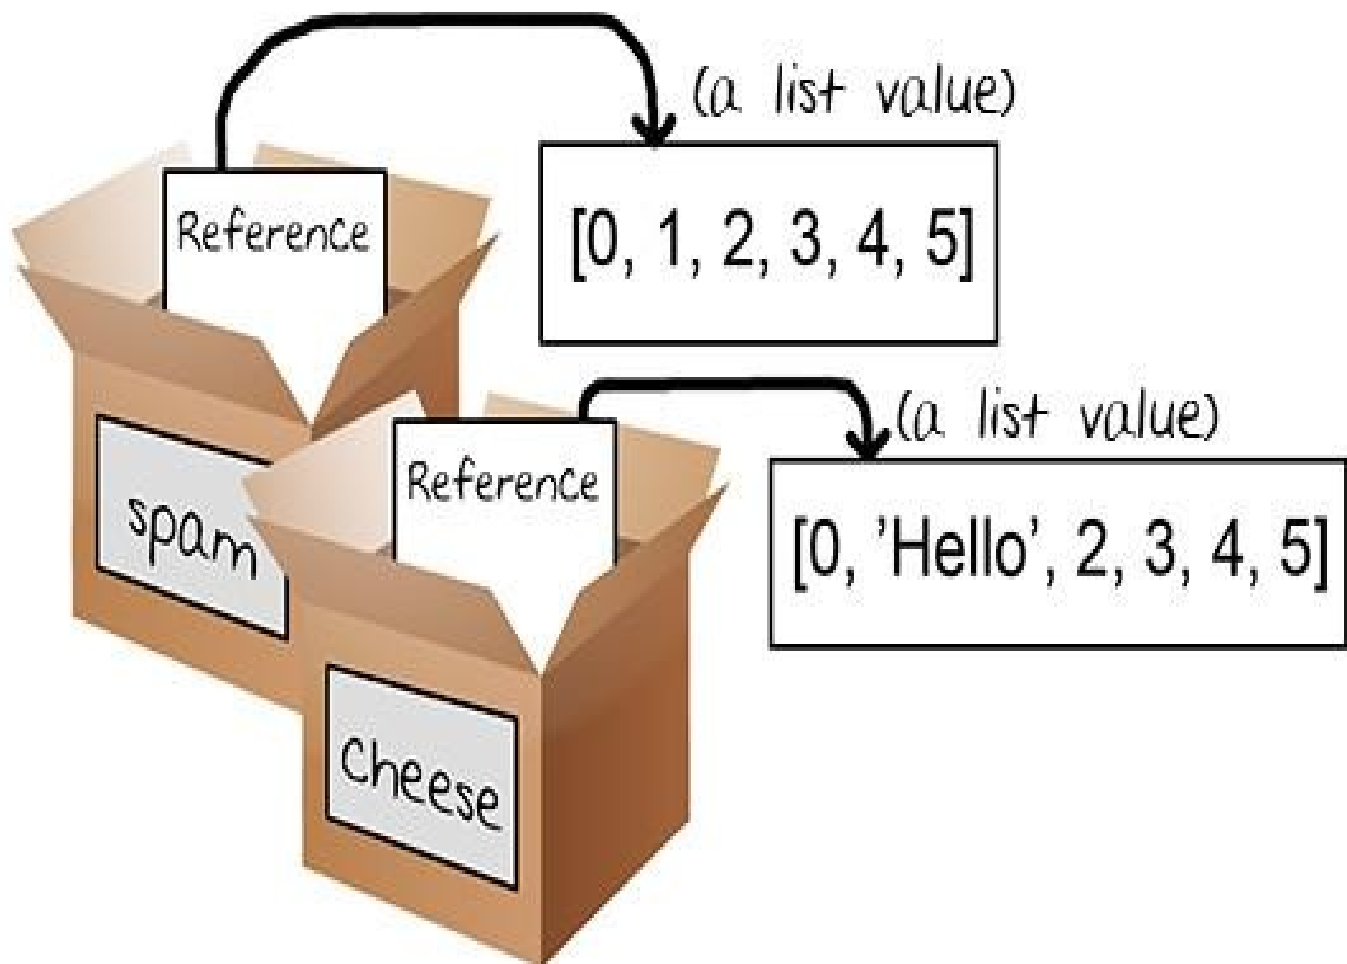 (a list value)
Reference
[0, 1, 2, 3, 4, 5]
spam
(a list value)
Reference
[0, 'Hello', 2, 3, 4, 5]
Cheese